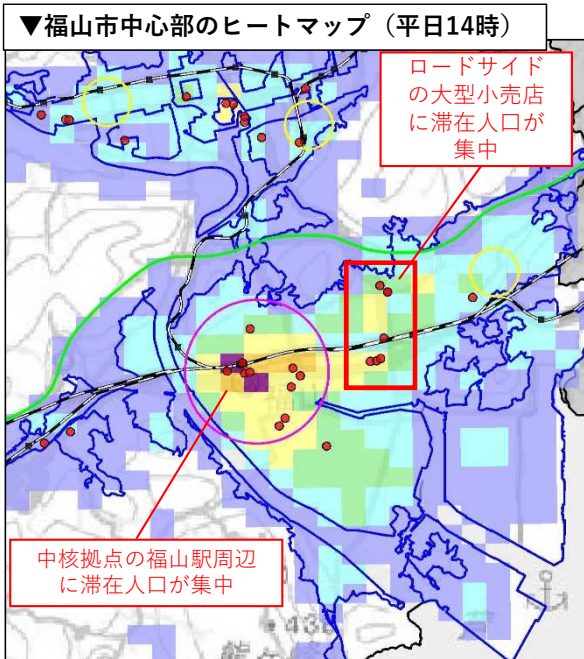 ▼福山市中心部のヒートマップ（平日14時）
ロードサイド
の大型小売店
に滞在人口が
集中
福山
中核拠点の福山駅周辺
に滞在人口が集中